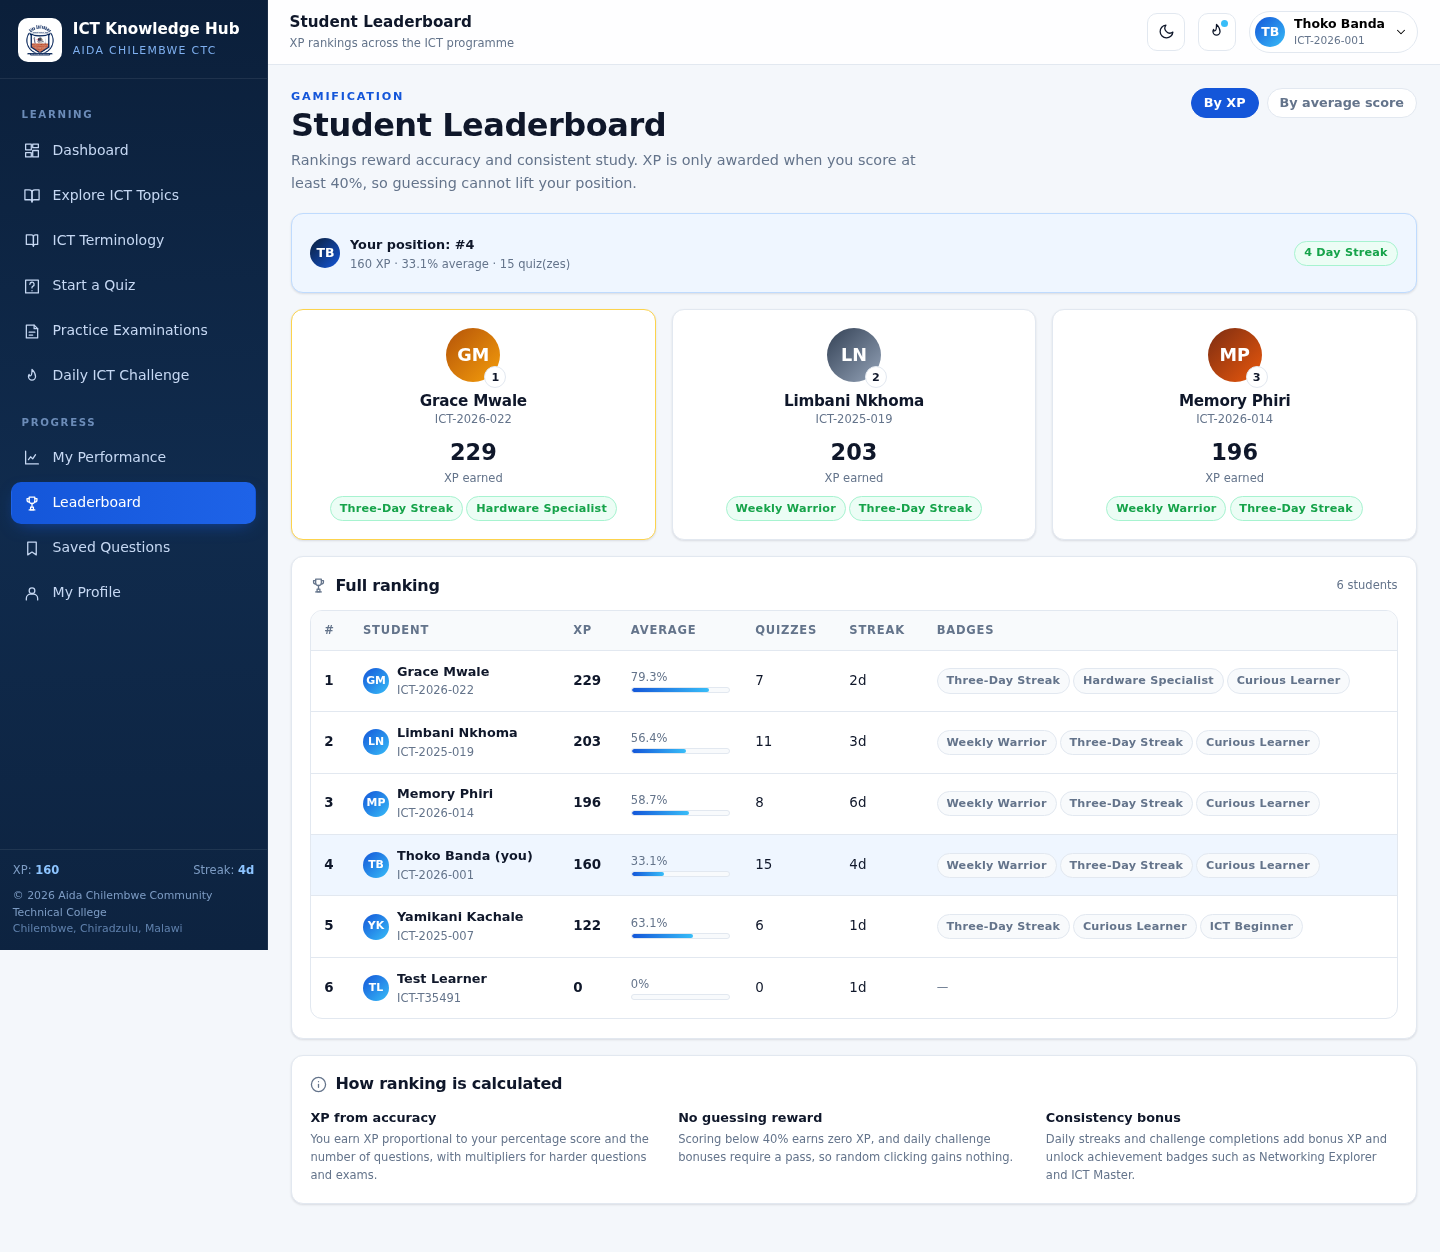 ICT Knowledge Hub
AIDA CHILEMBWE CTC
LEARNING
Dashboard
Explore ICT Topics
ICT Terminology
Start a Quiz
Practice Examinations
Daily ICT Challenge
PROGRESS
My Performance
Leaderboard
Saved Questions
My Profile
XP: 160 Streak: 4d
© 2026 Aida Chilembwe Community
Technical College
Chilembwe, Chiradzulu, Malawi
Student Leaderboard
XP rankings across the ICT programme
TB
Thoko Banda
ICT-2026-001
GAMIFICATION
Student Leaderboard
Rankings reward accuracy and consistent study. XP is only awarded when you score at
least 40%, so guessing cannot lift your position.
By XP By average score
TB
Your position: #4
160 XP · 33.1% average · 15 quiz(zes)
4 Day Streak
GM
1
Grace Mwale
ICT-2026-022
229
XP earned
Three-Day Streak Hardware Specialist
LN
2
Limbani Nkhoma
ICT-2025-019
203
XP earned
Weekly Warrior Three-Day Streak
MP
3
Memory Phiri
ICT-2026-014
196
XP earned
Weekly Warrior Three-Day Streak
Full ranking
6 students
# STUDENT XP AVERAGE QUIZZES STREAK BADGES
1 GM Grace Mwale ICT-2026-022 229 79.3% 7 2d Three-Day Streak Hardware Specialist Curious Learner
2 LN Limbani Nkhoma ICT-2025-019 203 56.4% 11 3d Weekly Warrior Three-Day Streak Curious Learner
3 MP Memory Phiri ICT-2026-014 196 58.7% 8 6d Weekly Warrior Three-Day Streak Curious Learner
4 TB Thoko Banda (you) ICT-2026-001 160 33.1% 15 4d Weekly Warrior Three-Day Streak Curious Learner
5 YK Yamikani Kachale ICT-2025-007 122 63.1% 6 1d Three-Day Streak Curious Learner ICT Beginner
6 TL Test Learner ICT-T35491 0 0% 0 1d —
How ranking is calculated
XP from accuracy
You earn XP proportional to your percentage score and the
number of questions, with multipliers for harder questions
and exams.
No guessing reward
Scoring below 40% earns zero XP, and daily challenge
bonuses require a pass, so random clicking gains nothing.
Consistency bonus
Daily streaks and challenge completions add bonus XP and
unlock achievement badges such as Networking Explorer
and ICT Master.